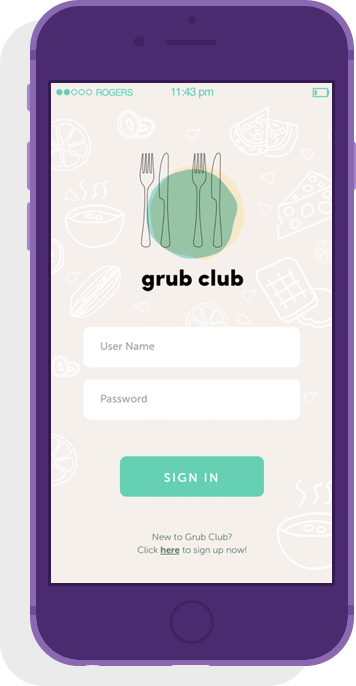 ROGERS 11:43 pm
grub club
User Name
Password
SIGN IN
New to Grub Club?
Click here to sign up now!